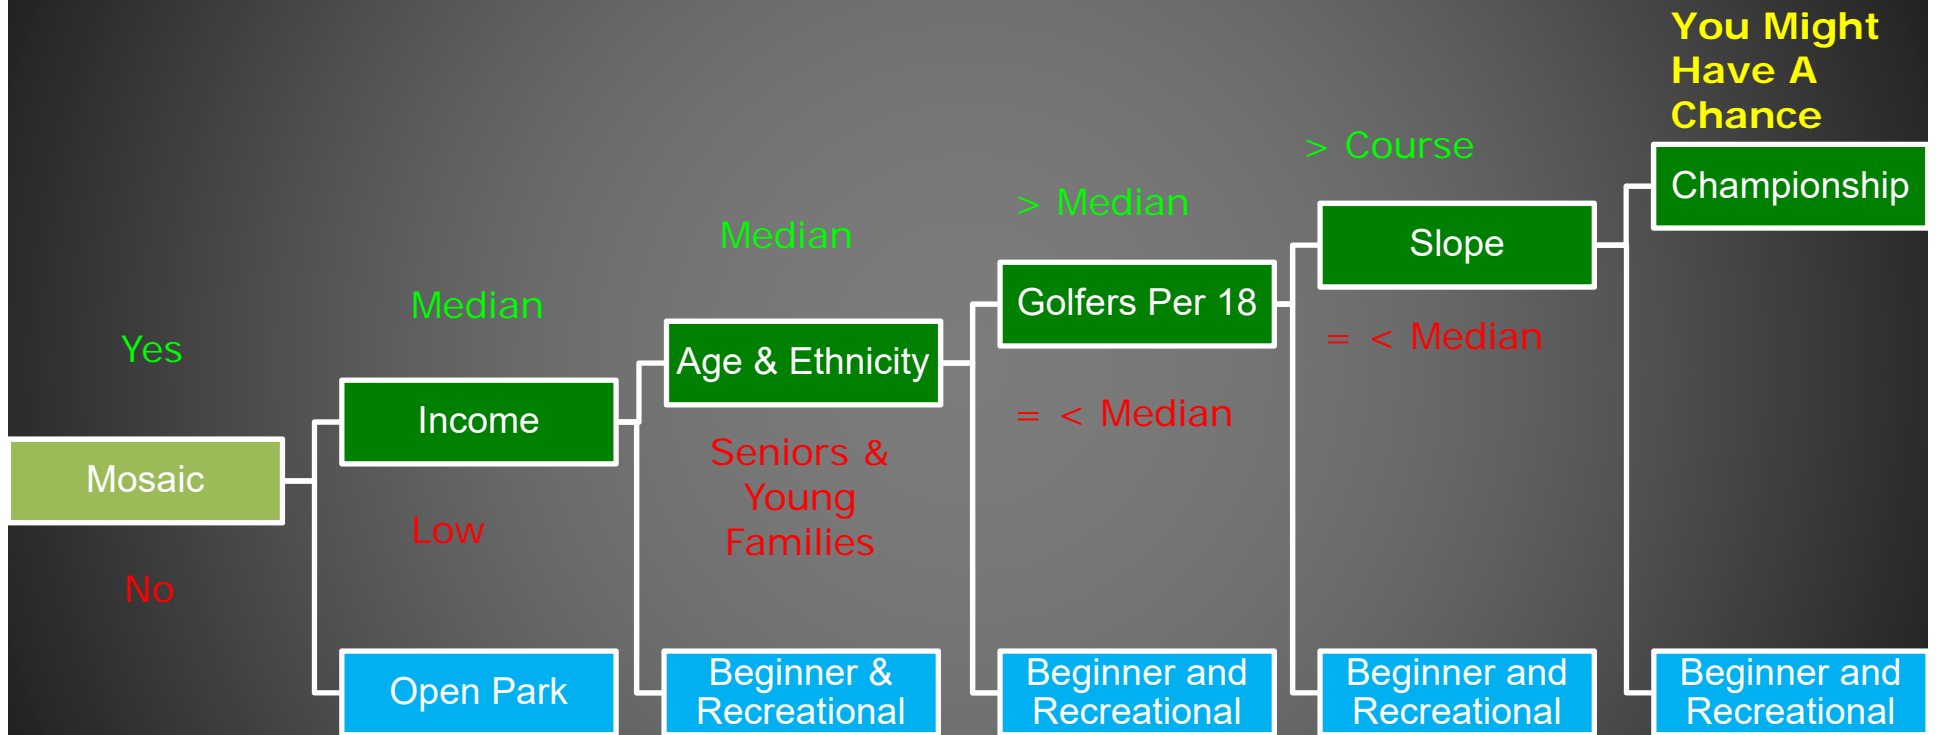 You Might
Have A
Chance
> Course
Championship
> Median
Slope
Median
Golfers Per 18
= < Median
Median
Age & Ethnicity
Yes
Income
= < Median
Seniors &
Young
Families
Mosaic
Low
No
Open Park
Beginner &
Recreational
Beginner and
Recreational
Beginner and
Recreational
Beginner and
Recreational